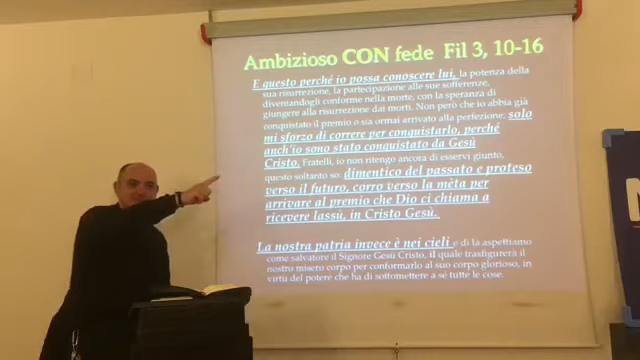 Ambizioso CON fede Fil 3, 10-16
E questo perché io possa conoscere lui, la potenza della
sua risurrezione, la partecipazione alle sue sofferenze,
diventandogli conforme nella morte, con la speranza di
giungere alla risurrezione dai morti. Non però che io abbia già
conquistato il premio o sia ormai arrivato alla perfezione, solo
mi sforzo di correre per conquistarlo, perché
anch'io sono stato conquistato da Gesù
Cristo. Fratelli, io non ritengo ancora di esservi giunto,
questo soltanto so: dimentico del passato e proteso
verso il futuro, corro verso la mèta per
arrivare al premio che Dio ci chiama a
ricevere lassù, in Cristo Gesù.
La nostra patria invece è nei cieli e di là aspettiamo
come salvatore il Signore Gesù Cristo, il quale trasfigurerà il
nostro misero corpo per conformarlo al suo corpo glorioso, in
virtù del potere che ha di sottomettere a sé tutte le cose.